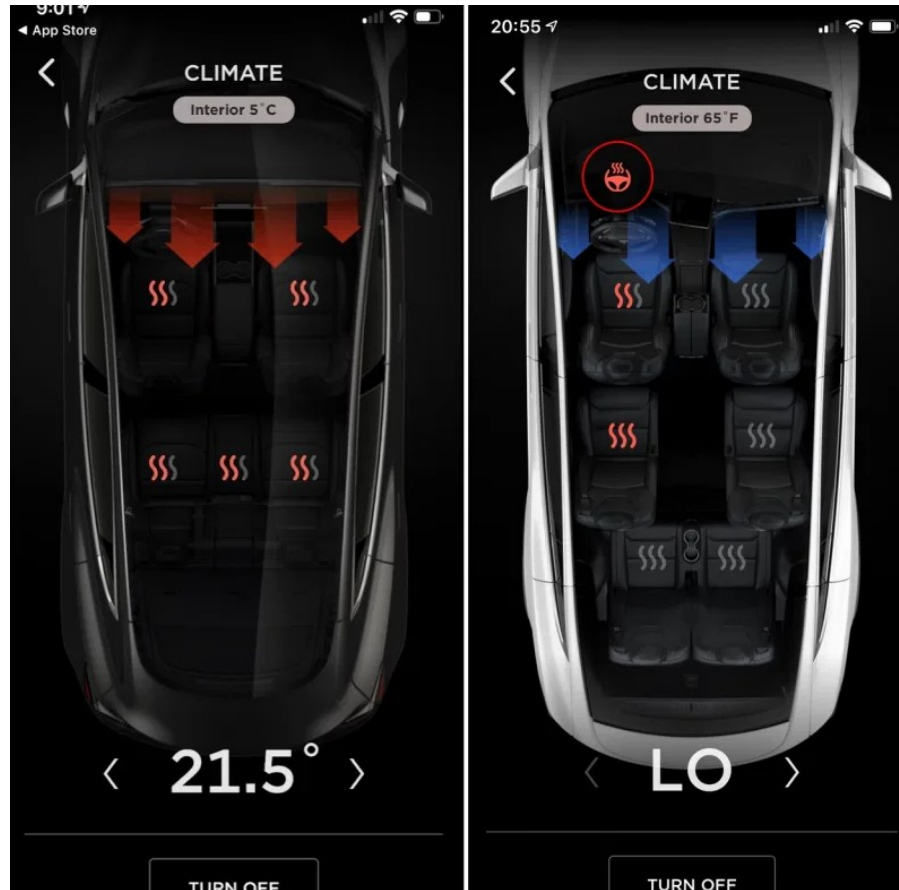 9:01
App Store
CLIMATE
Interior 5°C
21.5°
TURN OFF
20:55
CLIMATE
Interior 65°F
LO
TURN OFF